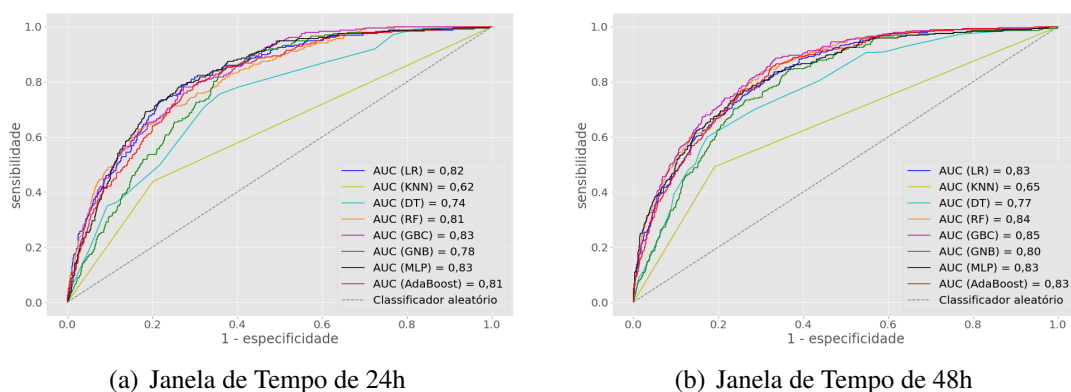 1.0
0.8
0.6
0.4
0.2
0.0
sensibilidade
AUC (LR) = 0,82
AUC (KNN) = 0,62
AUC (DT) = 0,74
AUC (RF) = 0,81
AUC (GBC) = 0,83
AUC (GNB) = 0,78
AUC (MLP) = 0,83
AUC (AdaBoost) = 0,81
Classificador aleatório
0.0 0.2 0.4 0.6 0.8 1.0
1 - especificidade
(a) Janela de Tempo de 24h
1.0
0.8
0.6
0.4
0.2
0.0
sensibilidade
AUC (LR) = 0,83
AUC (KNN) = 0,65
AUC (DT) = 0,77
AUC (RF) = 0,84
AUC (GBC) = 0,85
AUC (GNB) = 0,80
AUC (MLP) = 0,83
AUC (AdaBoost) = 0,83
Classificador aleatório
0.0 0.2 0.4 0.6 0.8 1.0
1 - especificidade
(b) Janela de Tempo de 48h